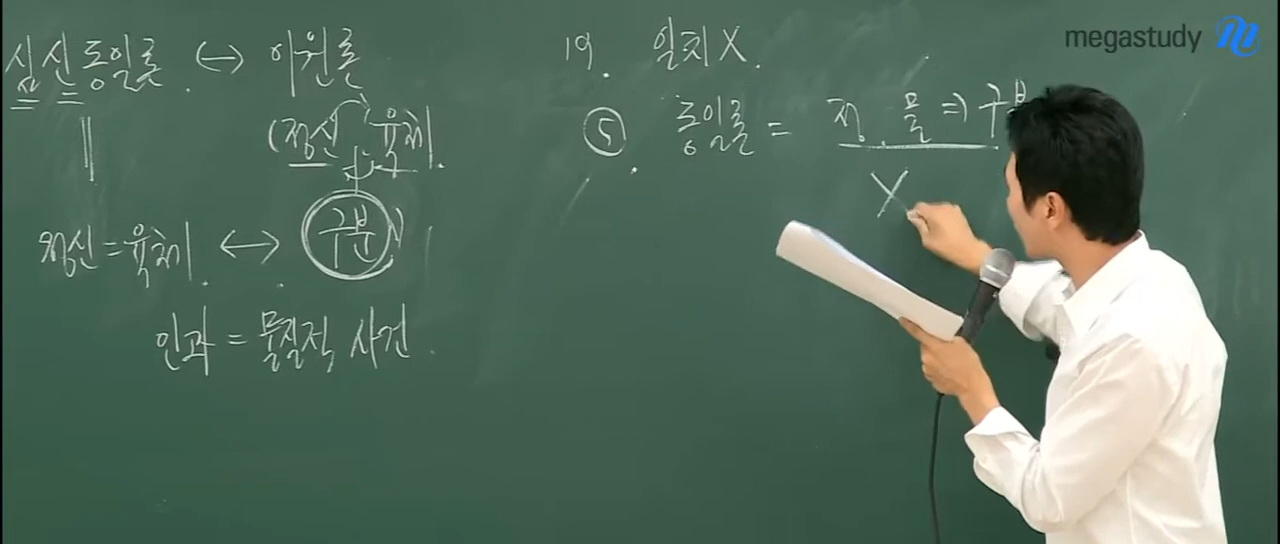 megastudy
심신동일론. ↔ 이원론
(정신 육체.
||
정신=육체. ↔ 구분)
인과 = 물질적 사건.
19. 일치X.
⑤. 동일론 = 정. 물 ⇒ 구분
X